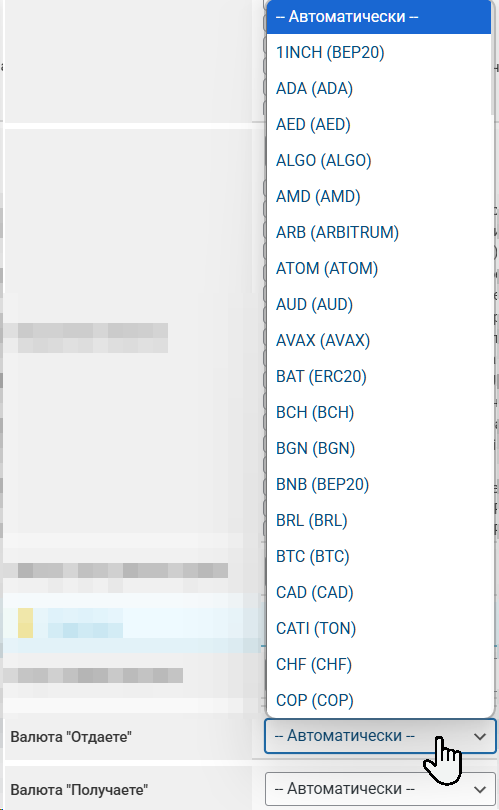 -- Автоматически --
1INCH (BEP20)
ADA (ADA)
AED (AED)
ALGO (ALGO)
AMD (AMD)
ARB (ARBITRUM)
ATOM (ATOM)
AUD (AUD)
AVAX (AVAX)
BAT (ERC20)
BCH (BCH)
BGN (BGN)
BNB (BEP20)
BRL (BRL)
BTC (BTC)
CAD (CAD)
CATI (TON)
CHF (CHF)
COP (COP)
Валюта "Отдаете" -- Автоматически --
Валюта "Получаете" -- Автоматически --